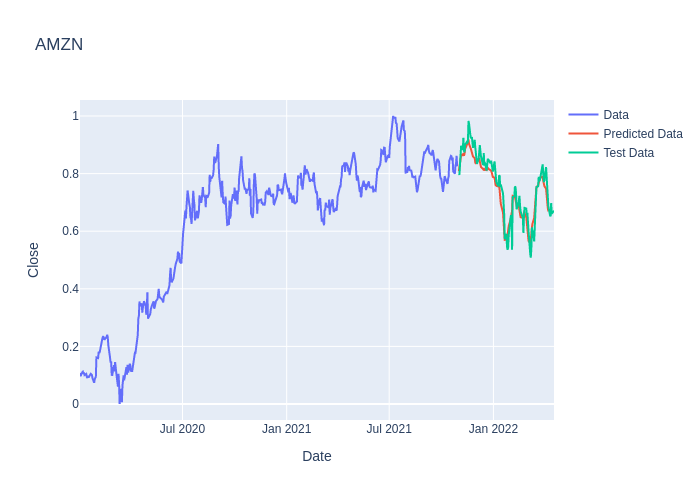 AMZN
Data
Predicted Data
Test Data
Close
1
0.8
0.6
0.4
0.2
0
Jul 2020
Jan 2021
Jul 2021
Jan 2022
Date